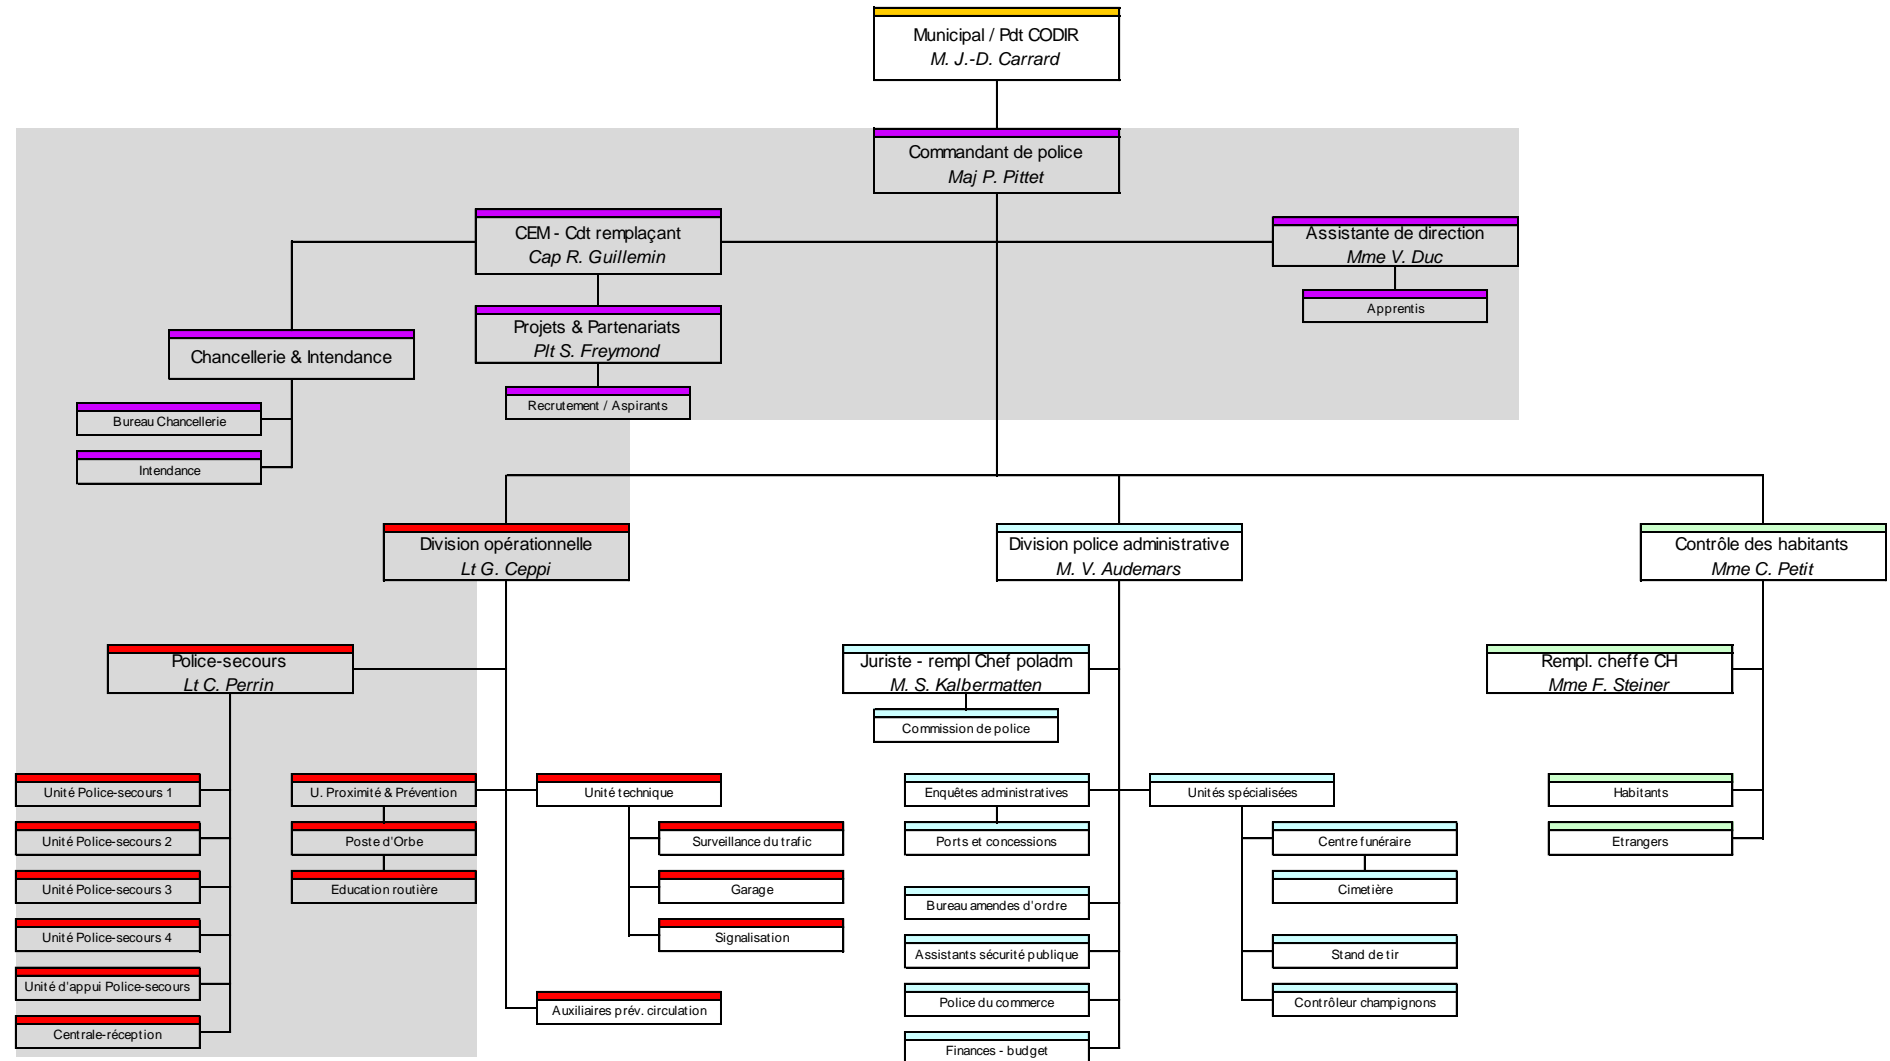 Municipal / Pdt CODIR
M. J.-D. Carrard
Commandant de police
Maj P. Pittet
CEM - Cdt remplaçant
Cap R. Guillemin
Assistante de direction
Mme V. Duc
Apprentis
Projets & Partenariats
Plt S. Freymond
Recrutement / Aspirants
Chancellerie & Intendance
Bureau Chancellerie
Intendance
Division opérationnelle
Lt G. Ceppi
Division police administrative
M. V. Audemars
Contrôle des habitants
Mme C. Petit
Police-secours
Lt C. Perrin
Juriste - rempl Chef poladm
M. S. Kalbermatten
Commission de police
Rempl. cheffe CH
Mme F. Steiner
Unité Police-secours 1
Unité Police-secours 2
Unité Police-secours 3
Unité Police-secours 4
Unité d'appui Police-secours
Centrale-réception
U. Proximité & Prévention
Poste d'Orbe
Education routière
Unité technique
Surveillance du trafic
Garage
Signalisation
Auxiliaires prév. circulation
Enquêtes administratives
Ports et concessions
Bureau amendes d'ordre
Assistants sécurité publique
Police du commerce
Finances - budget
Unités spécialisées
Centre funéraire
Cimetière
Stand de tir
Contrôleur champignons
Habitants
Etrangers